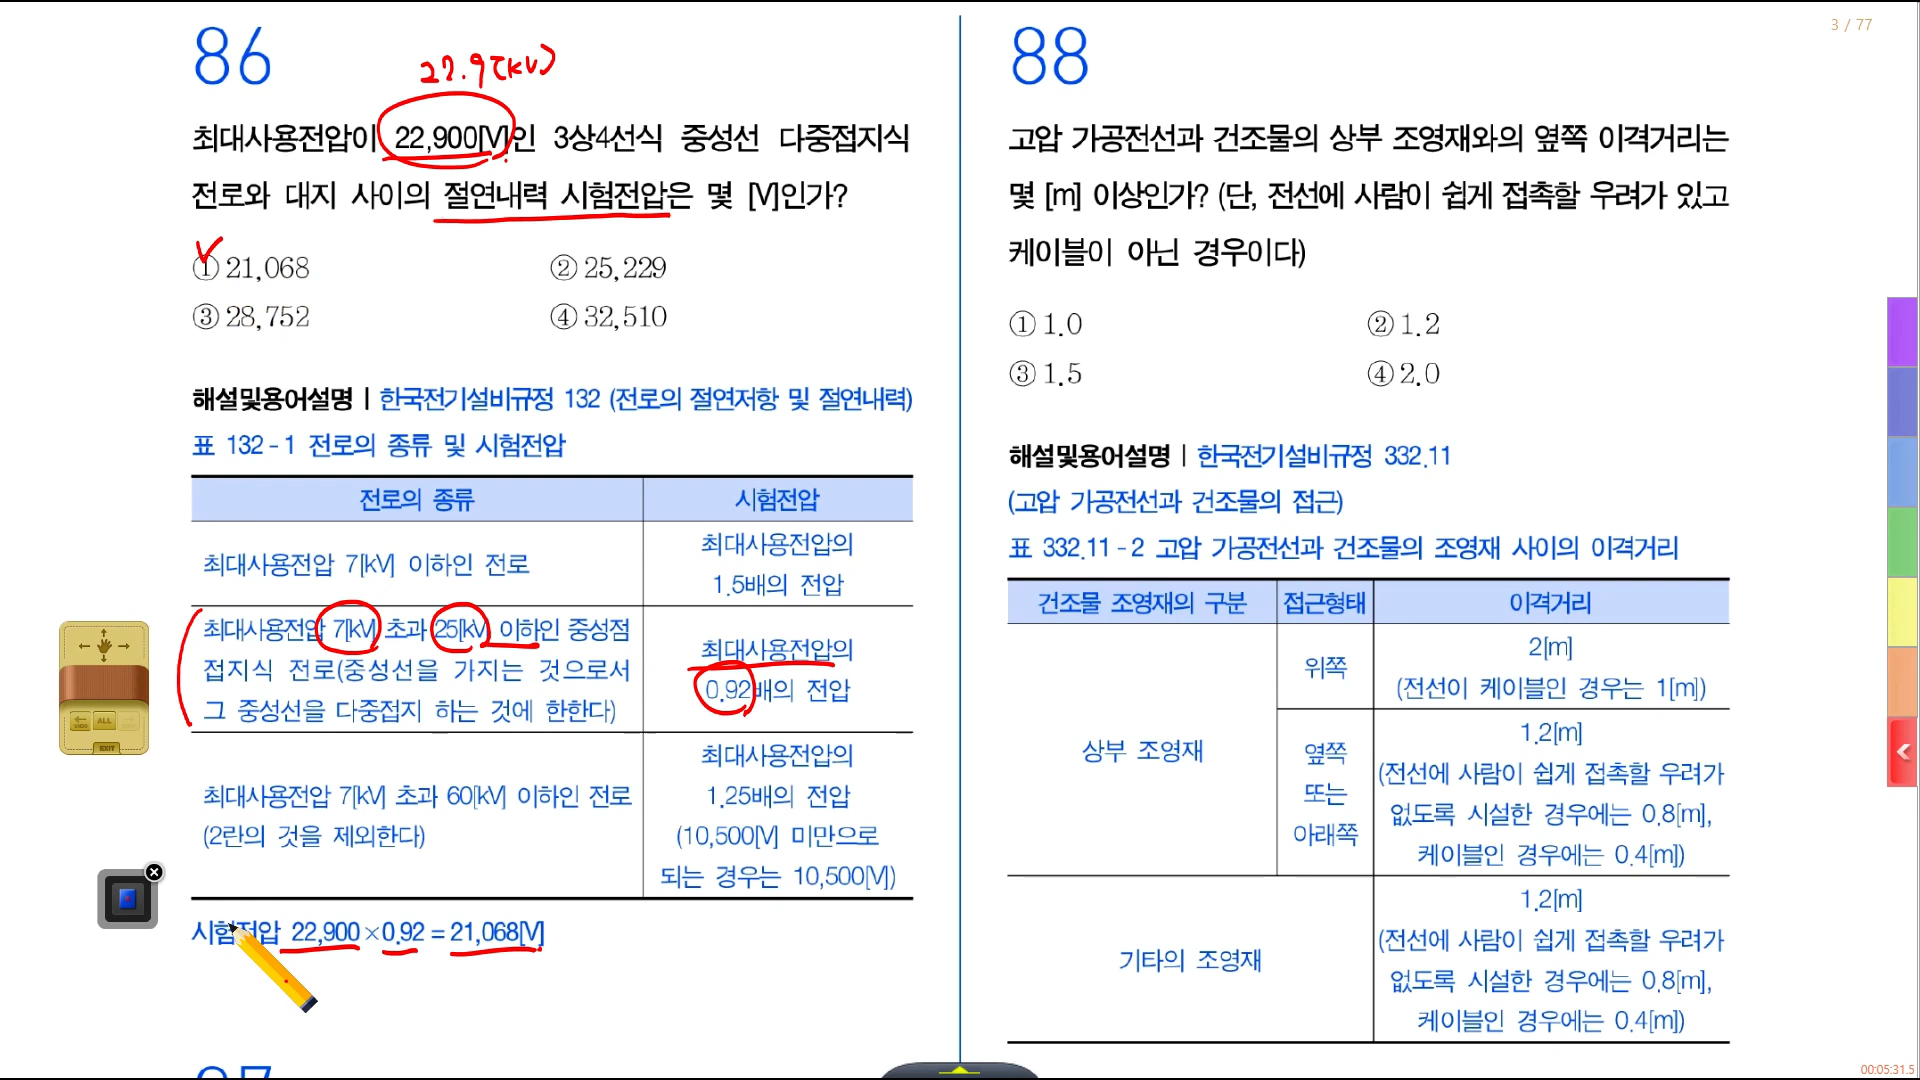 86
22.9[kV]
최대사용전압이 22,900[V]인 3상4선식 중성선 다중접지식
전로와 대지 사이의 절연내력 시험전압은 몇 [V]인가?
① 21,068
② 25,229
③ 28,752
④ 32,510
해설및용어설명 | 한국전기설비규정 132 (전로의 절연저항 및 절연내력)
표 132-1 전로의 종류 및 시험전압
전로의 종류
시험전압
최대사용전압 7[kV] 이하인 전로
최대사용전압의
1.5배의 전압
최대사용전압 7[kV] 초과 25[kV] 이하인 중성점
접지식 전로(중성선을 가지는 것으로서
그 중성선을 다중접지 하는 것에 한한다)
최대사용전압의
0.92배의 전압
최대사용전압 7[kV] 초과 60[kV] 이하인 전로
(2란의 것을 제외한다)
최대사용전압의
1.25배의 전압
(10,500[V] 미만으로
되는 경우는 10,500[V])
시험전압 22,900×0.92=21,068[V]
UNDO
ALL
EXIT
3 / 77
88
고압 가공전선과 건조물의 상부 조영재와의 옆쪽 이격거리는
몇 [m] 이상인가? (단, 전선에 사람이 쉽게 접촉할 우려가 있고
케이블이 아닌 경우이다)
① 1.0
② 1.2
③ 1.5
④ 2.0
해설및용어설명 | 한국전기설비규정 332.11
(고압 가공전선과 건조물의 접근)
표 332.11-2 고압 가공전선과 건조물의 조영재 사이의 이격거리
건조물 조영재의 구분
접근형태
이격거리
상부 조영재
위쪽
2[m]
(전선이 케이블인 경우는 1[m])
옆쪽
또는
아래쪽
1.2[m]
(전선에 사람이 쉽게 접촉할 우려가
없도록 시설한 경우에는 0.8[m],
케이블인 경우에는 0.4[m])
기타의 조영재
1.2[m]
(전선에 사람이 쉽게 접촉할 우려가
없도록 시설한 경우에는 0.8[m],
케이블인 경우에는 0.4[m])
00:05:31.5